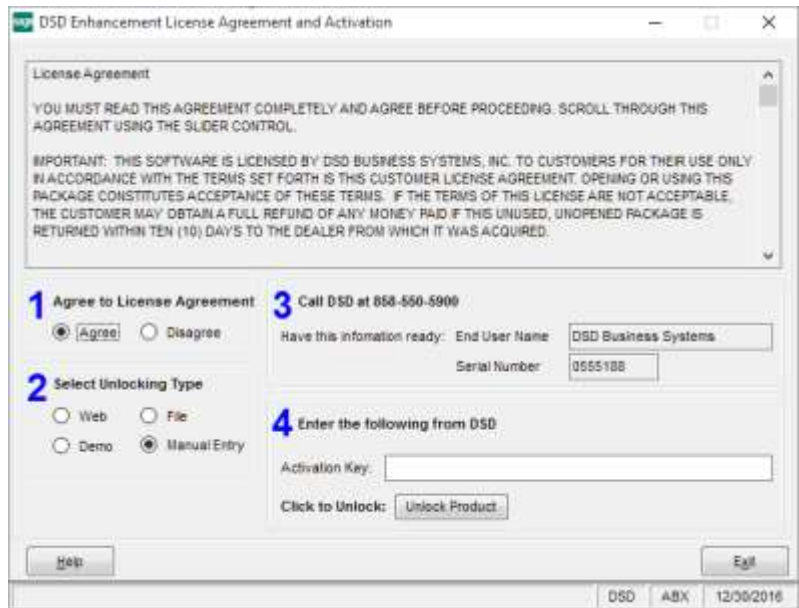 sage DSD Enhancement License Agreement and Activation
License Agreement
YOU MUST READ THIS AGREEMENT COMPLETELY AND AGREE BEFORE PROCEEDING. SCROLL THROUGH THIS
AGREEMENT USING THE SLIDER CONTROL.
IMPORTANT: THIS SOFTWARE IS LICENSED BY DSD BUSINESS SYSTEMS, INC. TO CUSTOMERS FOR THEIR USE ONLY
IN ACCORDANCE WITH THE TERMS SET FORTH IS THIS CUSTOMER LICENSE AGREEMENT. OPENING OR USING THIS
PACKAGE CONSTITUTES ACCEPTANCE OF THESE TERMS. IF THE TERMS OF THIS LICENSE ARE NOT ACCEPTABLE,
THE CUSTOMER MAY OBTAIN A FULL REFUND OF ANY MONEY PAID IF THIS UNUSED, UNOPENED PACKAGE IS
RETURNED WITHIN TEN (10) DAYS TO THE DEALER FROM WHICH IT WAS ACQUIRED.
1 Agree to License Agreement
Agree Disagree
2 Select Unlocking Type
Web File
Demo Manual Entry
3 Call DSD at 858-550-5900
Have this infomation ready: End User Name DSD Business Systems
Serial Number 0555188
4 Enter the following from DSD
Activation Key:
Click to Unlock: Unlock Product
Help Exit
DSD ABX 12/30/2016